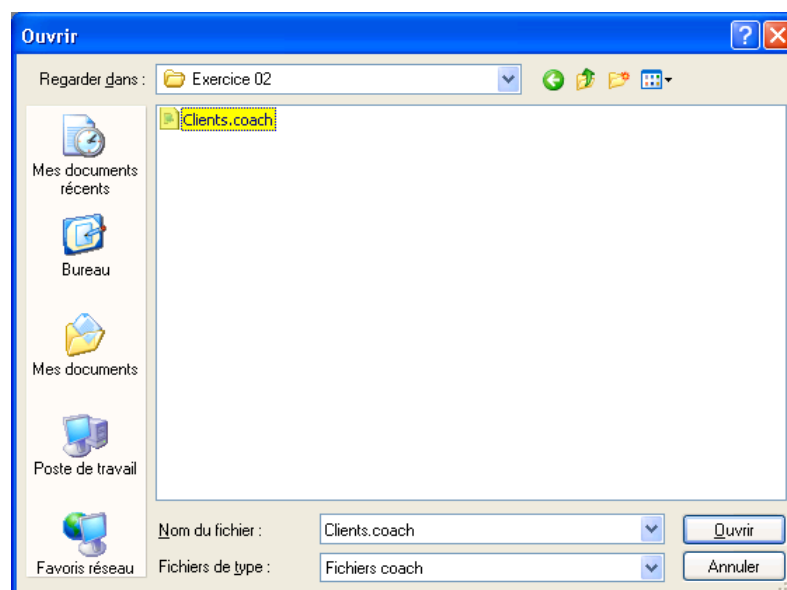 Ouvrir
Regarder dans :
Exercice 02
Clients.coach
Mes documents
récents
Bureau
Mes documents
Poste de travail
Favoris réseau
Nom du fichier :
Clients.coach
Ouvrir
Fichiers de type :
Fichiers coach
Annuler